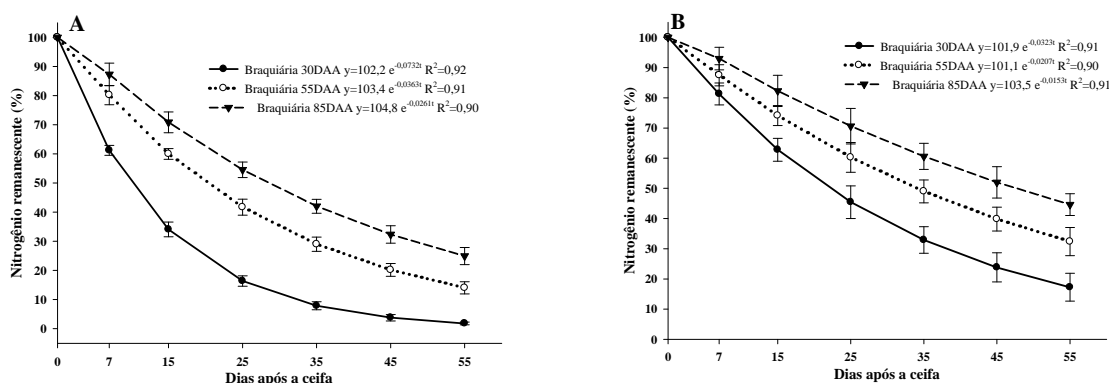 A
Nitrogênio remanescente (%)
100
90
80
70
60
50
40
30
20
10
0
Braquiária 30DAA y=102,2 e-0,0732t R2=0,92
Braquiária 55DAA y=103,4 e-0,0363t R2=0,91
Braquiária 85DAA y=104,8 e-0,0261t R2=0,90
0 7 15 25 35 45 55
Dias após a ceifa
B
Nitrogênio remanescente (%)
100
90
80
70
60
50
40
30
20
10
0
Braquiária 30DAA y=101,9 e-0,0323t R2=0,91
Braquiária 55DAA y=101,1 e-0,0207t R2=0,90
Braquiária 85DAA y=103,5 e-0,0153t R2=0,91
0 7 15 25 35 45 55
Dias após a ceifa